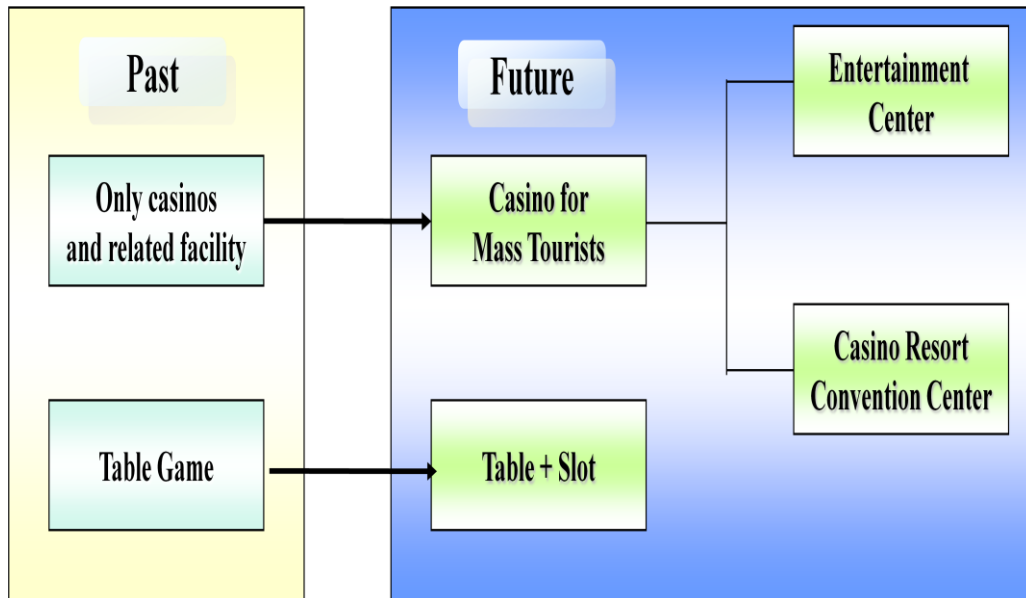 Past
Only casinos
and related facility
Table Game
Future
Casino for
Mass Tourists
Table + Slot
Entertainment
Center
Casino Resort
Convention Center